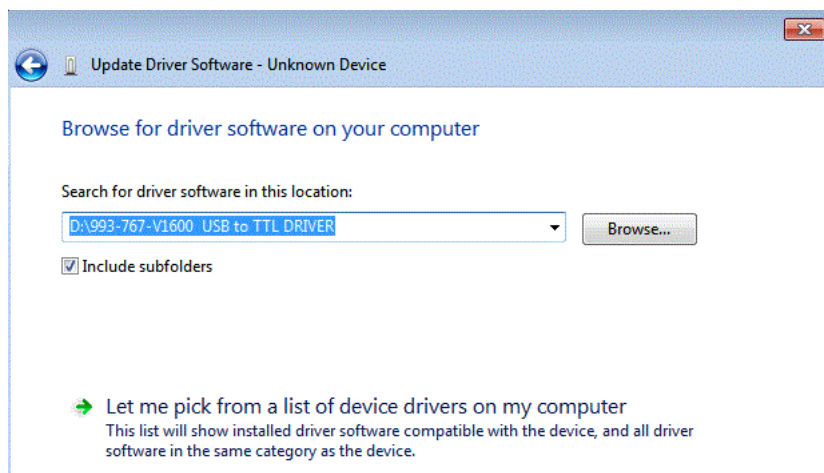 Update Driver Software - Unknown Device
Browse for driver software on your computer
Search for driver software in this location:
D:\993-767-V1600  USB to TTL DRIVER
Browse...
Include subfolders
Let me pick from a list of device drivers on my computer
This list will show installed driver software compatible with the device, and all driver
software in the same category as the device.